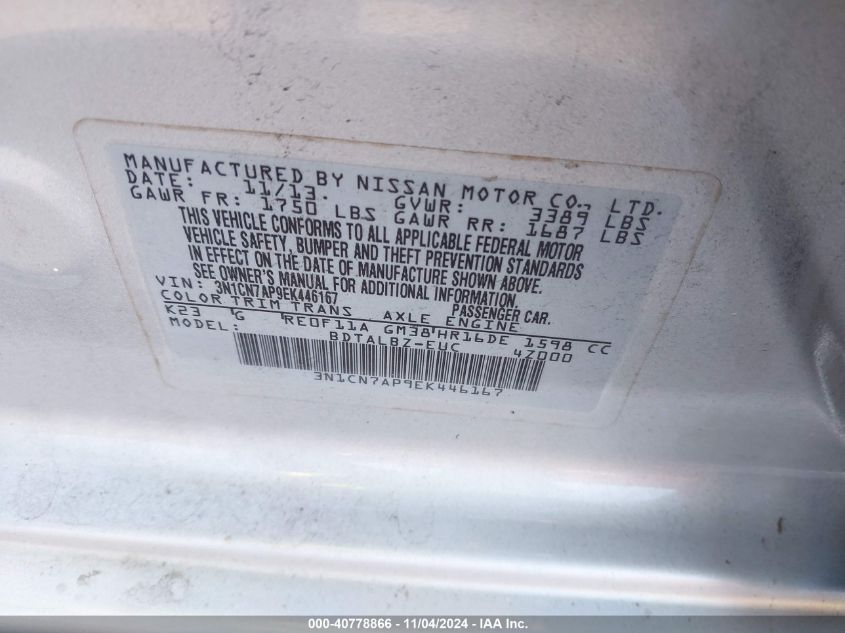 MANUFACTURED BY NISSAN MOTOR CO., LTD.
DATE: 11/13. GVWR: 3389 LBS
GAWR FR: 1750 LBS GAWR RR: 1687 LBS
THIS VEHICLE CONFORMS TO ALL APPLICABLE FEDERAL MOTOR
VEHICLE SAFETY, BUMPER AND THEFT PREVENTION STANDARDS
IN EFFECT ON THE DATE OF MANUFACTURE SHOWN ABOVE.
SEE OWNER'S MANUAL FOR ADDITIONAL INFORMATION.
VIN: 3N1CN7AP9EK446167 PASSENGER CAR.
COLOR TRIM TRANS AXLE ENGINE
K23 G RE0F11A GM38 HR16DE 1598 CC
MODEL: BDTALBZ-EUC 4Z000
3N1CN7AP9EK446167
000-40778866 - 11/04/2024 - IAA Inc.